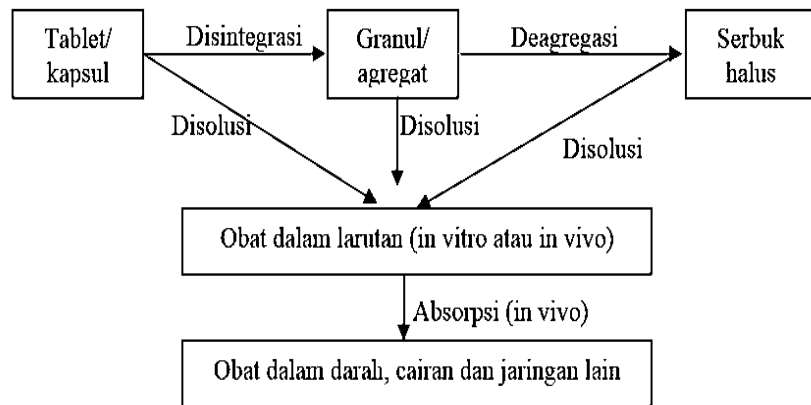 Tablet/
kapsul
Disintegrasi
Granul/
agregat
Deagregasi
Serbuk
halus
Disolusi
Disolusi
Disolusi
Obat dalam larutan (in vitro atau in vivo)
Absorpsi (in vivo)
Obat dalam darah, cairan dan jaringan lain